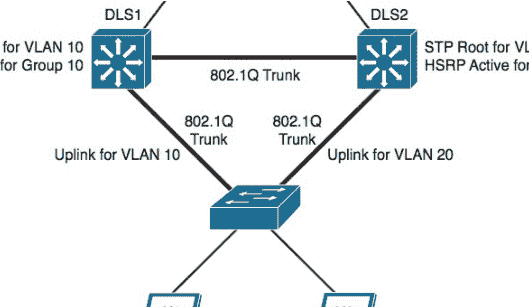 DLS1
DLS2
for VLAN 10
for Group 10
STP Root for VL
HSRP Active for
802.1Q Trunk
802.1Q
Trunk
802.1Q
Trunk
Uplink for VLAN 10
Uplink for VLAN 20